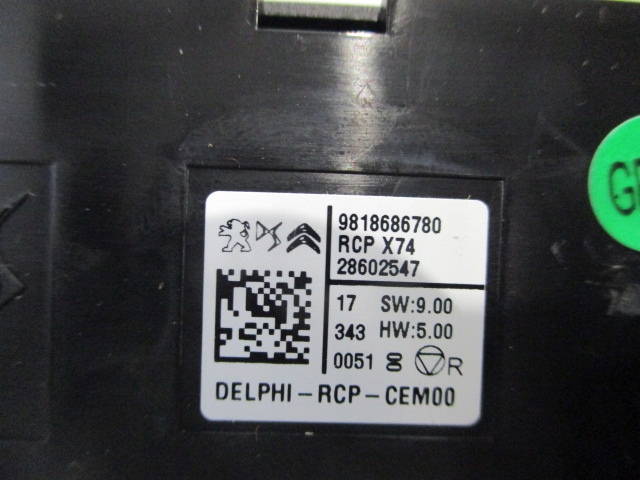 9818686780
RCP X74
28602547
17 SW:9.00
343 HW:5.00
0051 R
DELPHI-RCP-CEM00